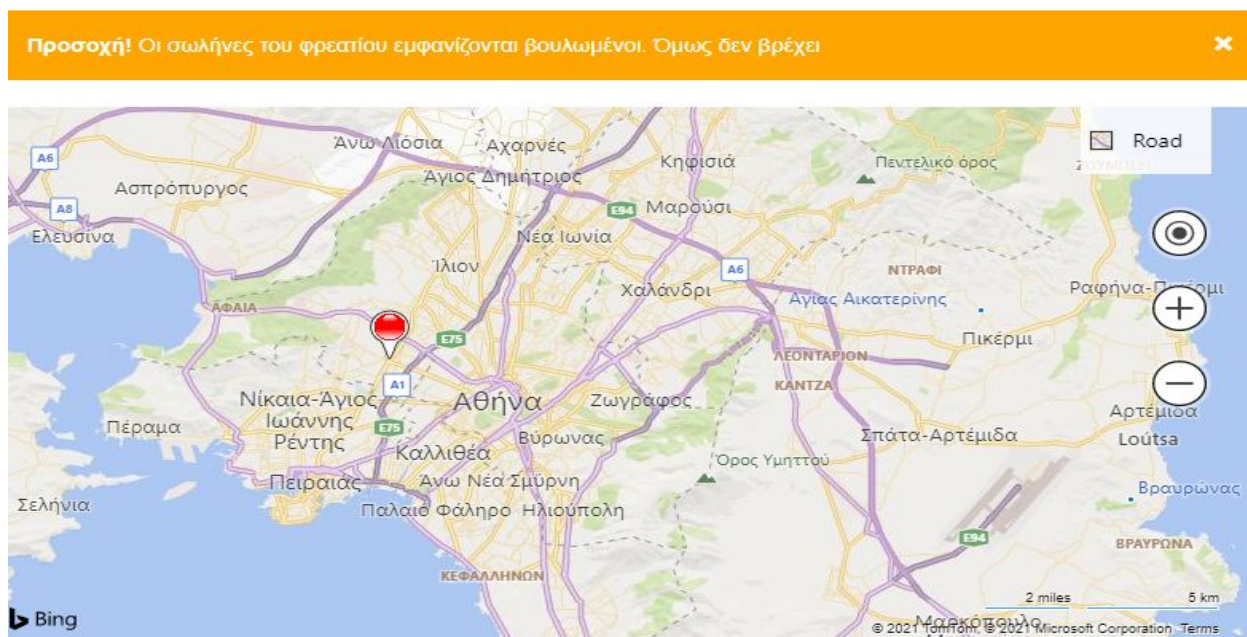 Προσοχή! Οι σωλήνες του φρεατίου εμφανίζονται βουλωμένοι. Όμως δεν βρέχει ×
Road
Άνω Λιόσια
Αχαρνές
Κηφισιά
Πεντελικό όρος
A6
Ασπρόπυργος
Άγιος Δημήτριος
A8
E94
Μαρούσι
Ελευσίνα
Νέα Ιωνία
Ίλιον
A6
ΝΤΡΑΦΙ
Χαλάνδρι
Αγίας Αικατερίνης
ΑΦΑΙΑ
E75
Πικέρμι
ΛΕΟΝΤΑΡΙΟΝ
A1
ΚΑΝΤΖΑ
Νίκαια-Άγιος
Ιωάννης
Ρέντης
Αθήνα
Ζωγράφος
Αρτέμιδα
Πέραμα
E75
Βύρωνας
Σπάτα-Αρτέμιδα
Loútsa
Καλλιθέα
Όρος Υμηττού
Πειραιάς
Άνω Νέα Σμύρνη
Βραυρώνας
Σελήνια
Παλαιό Φάληρο
Ηλιούπολη
E94
ΒΡΑΥΡΩΝΑ
ΚΕΦΑΛΛΗΝΩΝ
2 miles
5 km
Bing
Μαρκόπουλο
© 2021 TomTom, © 2021 Microsoft Corporation Terms